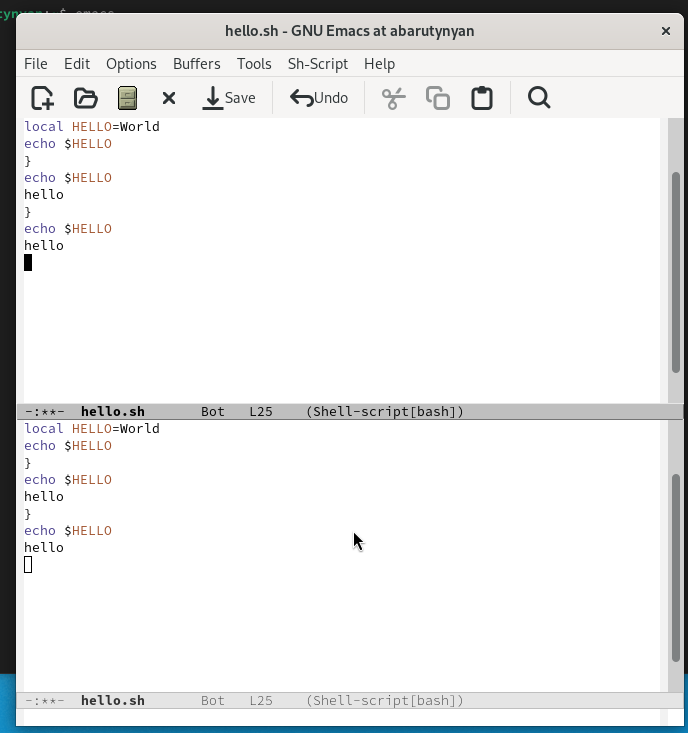 hello.sh - GNU Emacs at abarutynyan ×
File Edit Options Buffers Tools Sh-Script Help
Save Undo
local HELLO=World
echo $HELLO
}
echo $HELLO
hello
}
echo $HELLO
hello
-:**- hello.sh Bot L25 (Shell-script[bash])
local HELLO=World
echo $HELLO
}
echo $HELLO
hello
}
echo $HELLO
hello
-:**- hello.sh Bot L25 (Shell-script[bash])